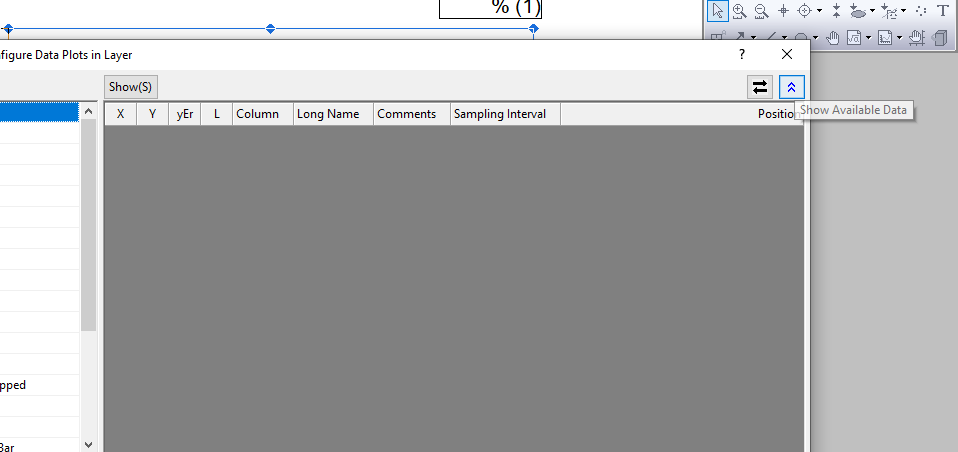 % (1)
T
figure Data Plots in Layer
?
Show(S)
X Y yEr L Column Long Name Comments Sampling Interval Position
Show Available Data
pped
Bar